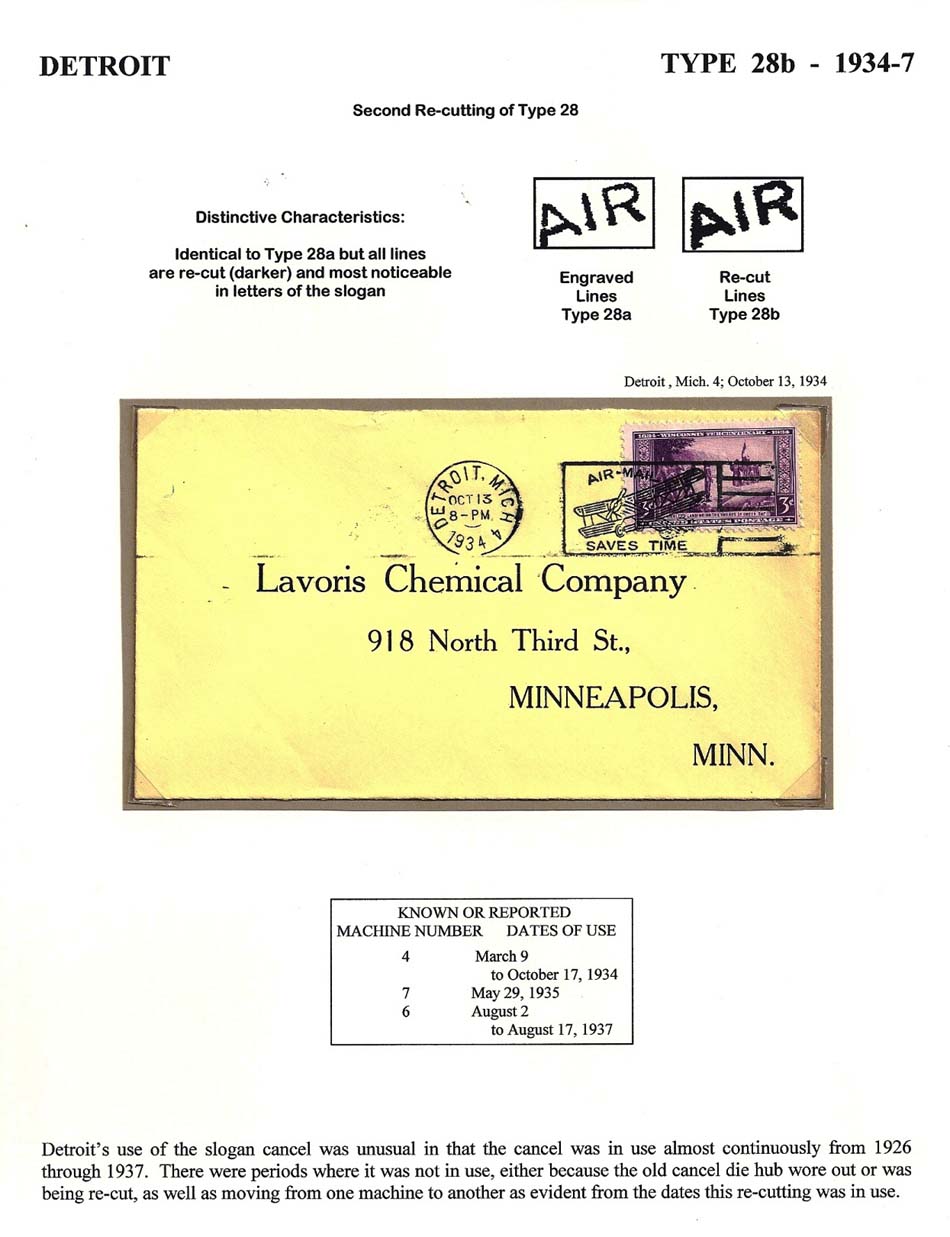 DETROIT
TYPE 28b - 1934-7
Second Re-cutting of Type 28
Distinctive Characteristics:
Identical to Type 28a but all lines
are re-cut (darker) and most noticeable
in letters of the slogan
AIR
Engraved
Lines
Type 28a
AIR
Re-cut
Lines
Type 28b
Detroit , Mich. 4; October 13, 1934
DETROIT, MICH
OCT 13
8-PM
1934
4
1634 - WISCONSIN TERCENTENARY - 1934
AIR-MAIL
3¢ 3¢
UNITED STATES POSTAGE
SAVES TIME
Lavoris Chemical Company
918 North Third St.,
MINNEAPOLIS,
MINN.
KNOWN OR REPORTED
MACHINE NUMBER DATES OF USE
4 March 9
to October 17, 1934
7 May 29, 1935
6 August 2
to August 17, 1937
Detroit's use of the slogan cancel was unusual in that the cancel was in use almost continuously from 1926
through 1937. There were periods where it was not in use, either because the old cancel die hub wore out or was
being re-cut, as well as moving from one machine to another as evident from the dates this re-cutting was in use.